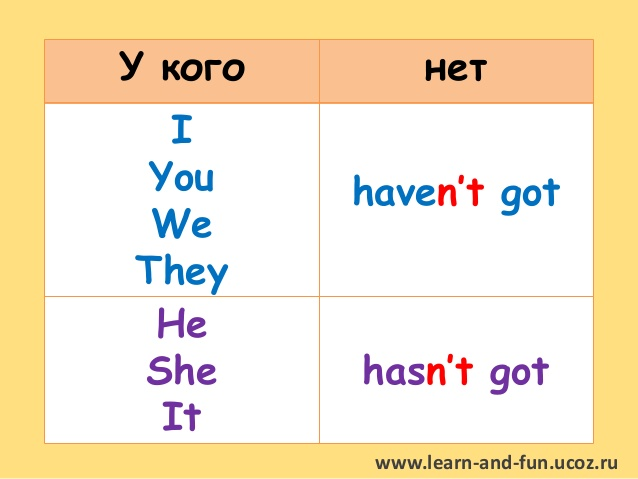 У кого нет
I
You
We
They
haven’t got
He
She
It
hasn’t got
www.learn-and-fun.ucoz.ru